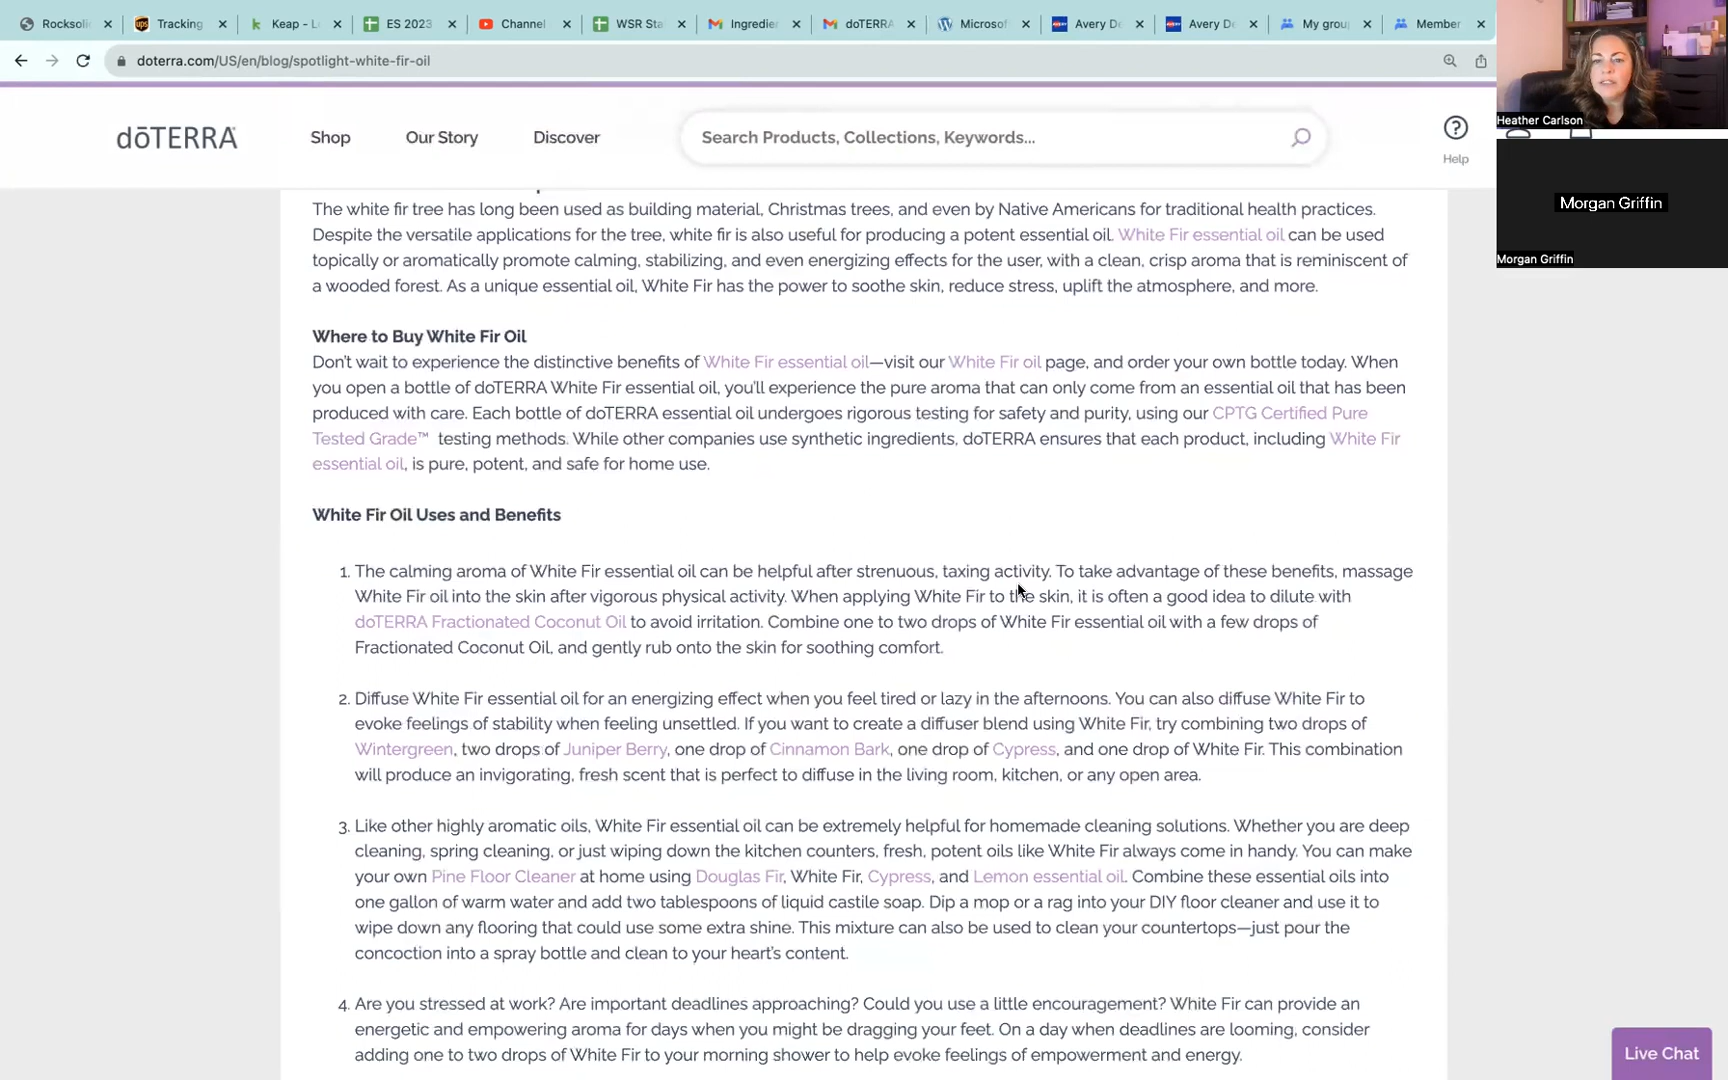 Rocksoli
Tracking
Keap - L
ES 2023
Channel
WSR Sta
Ingredie
doTERRA
Microsof
Avery De
Avery De
My grou
Member
doterra.com/US/en/blog/spotlight-white-fir-oil
dōTERRA
Shop
Our Story
Discover
Search Products, Collections, Keywords...
Help
Heather Carlson
Morgan Griffin
Morgan Griffin
The white fir tree has long been used as building material, Christmas trees, and even by Native Americans for traditional health practices.
Despite the versatile applications for the tree, white fir is also useful for producing a potent essential oil. White Fir essential oil can be used
topically or aromatically promote calming, stabilizing, and even energizing effects for the user, with a clean, crisp aroma that is reminiscent of
a wooded forest. As a unique essential oil, White Fir has the power to soothe skin, reduce stress, uplift the atmosphere, and more.
Where to Buy White Fir Oil
Don't wait to experience the distinctive benefits of White Fir essential oil—visit our White Fir oil page, and order your own bottle today. When
you open a bottle of doTERRA White Fir essential oil, you'll experience the pure aroma that can only come from an essential oil that has been
produced with care. Each bottle of doTERRA essential oil undergoes rigorous testing for safety and purity, using our CPTG Certified Pure
Tested Grade™ testing methods. While other companies use synthetic ingredients, doTERRA ensures that each product, including White Fir
essential oil, is pure, potent, and safe for home use.
White Fir Oil Uses and Benefits
1. The calming aroma of White Fir essential oil can be helpful after strenuous, taxing activity. To take advantage of these benefits, massage
White Fir oil into the skin after vigorous physical activity. When applying White Fir to the skin, it is often a good idea to dilute with
doTERRA Fractionated Coconut Oil to avoid irritation. Combine one to two drops of White Fir essential oil with a few drops of
Fractionated Coconut Oil, and gently rub onto the skin for soothing comfort.
2. Diffuse White Fir essential oil for an energizing effect when you feel tired or lazy in the afternoons. You can also diffuse White Fir to
evoke feelings of stability when feeling unsettled. If you want to create a diffuser blend using White Fir, try combining two drops of
Wintergreen, two drops of Juniper Berry, one drop of Cinnamon Bark, one drop of Cypress, and one drop of White Fir. This combination
will produce an invigorating, fresh scent that is perfect to diffuse in the living room, kitchen, or any open area.
3. Like other highly aromatic oils, White Fir essential oil can be extremely helpful for homemade cleaning solutions. Whether you are deep
cleaning, spring cleaning, or just wiping down the kitchen counters, fresh, potent oils like White Fir always come in handy. You can make
your own Pine Floor Cleaner at home using Douglas Fir, White Fir, Cypress, and Lemon essential oil. Combine these essential oils into
one gallon of warm water and add two tablespoons of liquid castile soap. Dip a mop or a rag into your DIY floor cleaner and use it to
wipe down any flooring that could use some extra shine. This mixture can also be used to clean your countertops—just pour the
concoction into a spray bottle and clean to your heart's content.
4. Are you stressed at work? Are important deadlines approaching? Could you use a little encouragement? White Fir can provide an
energetic and empowering aroma for days when you might be dragging your feet. On a day when deadlines are looming, consider
adding one to two drops of White Fir to your morning shower to help evoke feelings of empowerment and energy.
Live Chat